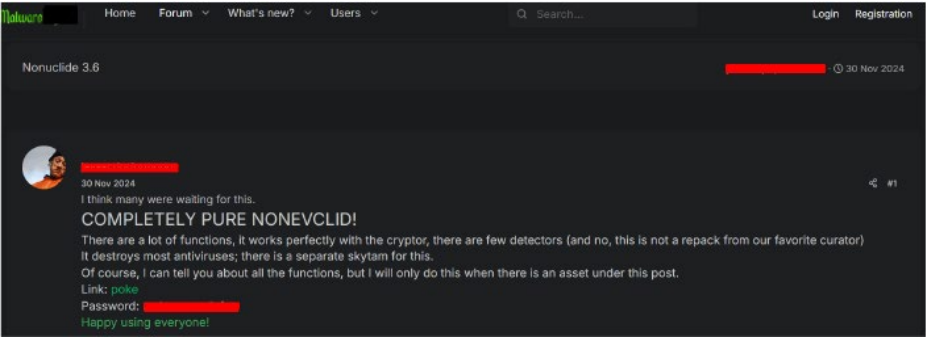 Malware
Home Forum What's new? Users Search... Login Registration
Nonuclide 3.6
30 Nov 2024
30 Nov 2024
#1
I think many were waiting for this.
COMPLETELY PURE NONEVCLID!
There are a lot of functions, it works perfectly with the cryptor, there are few detectors (and no, this is not a repack from our favorite curator)
It destroys most antiviruses; there is a separate skytam for this.
Of course, I can tell you about all the functions, but I will only do this when there is an asset under this post.
Link: poke
Password:
Happy using everyone!